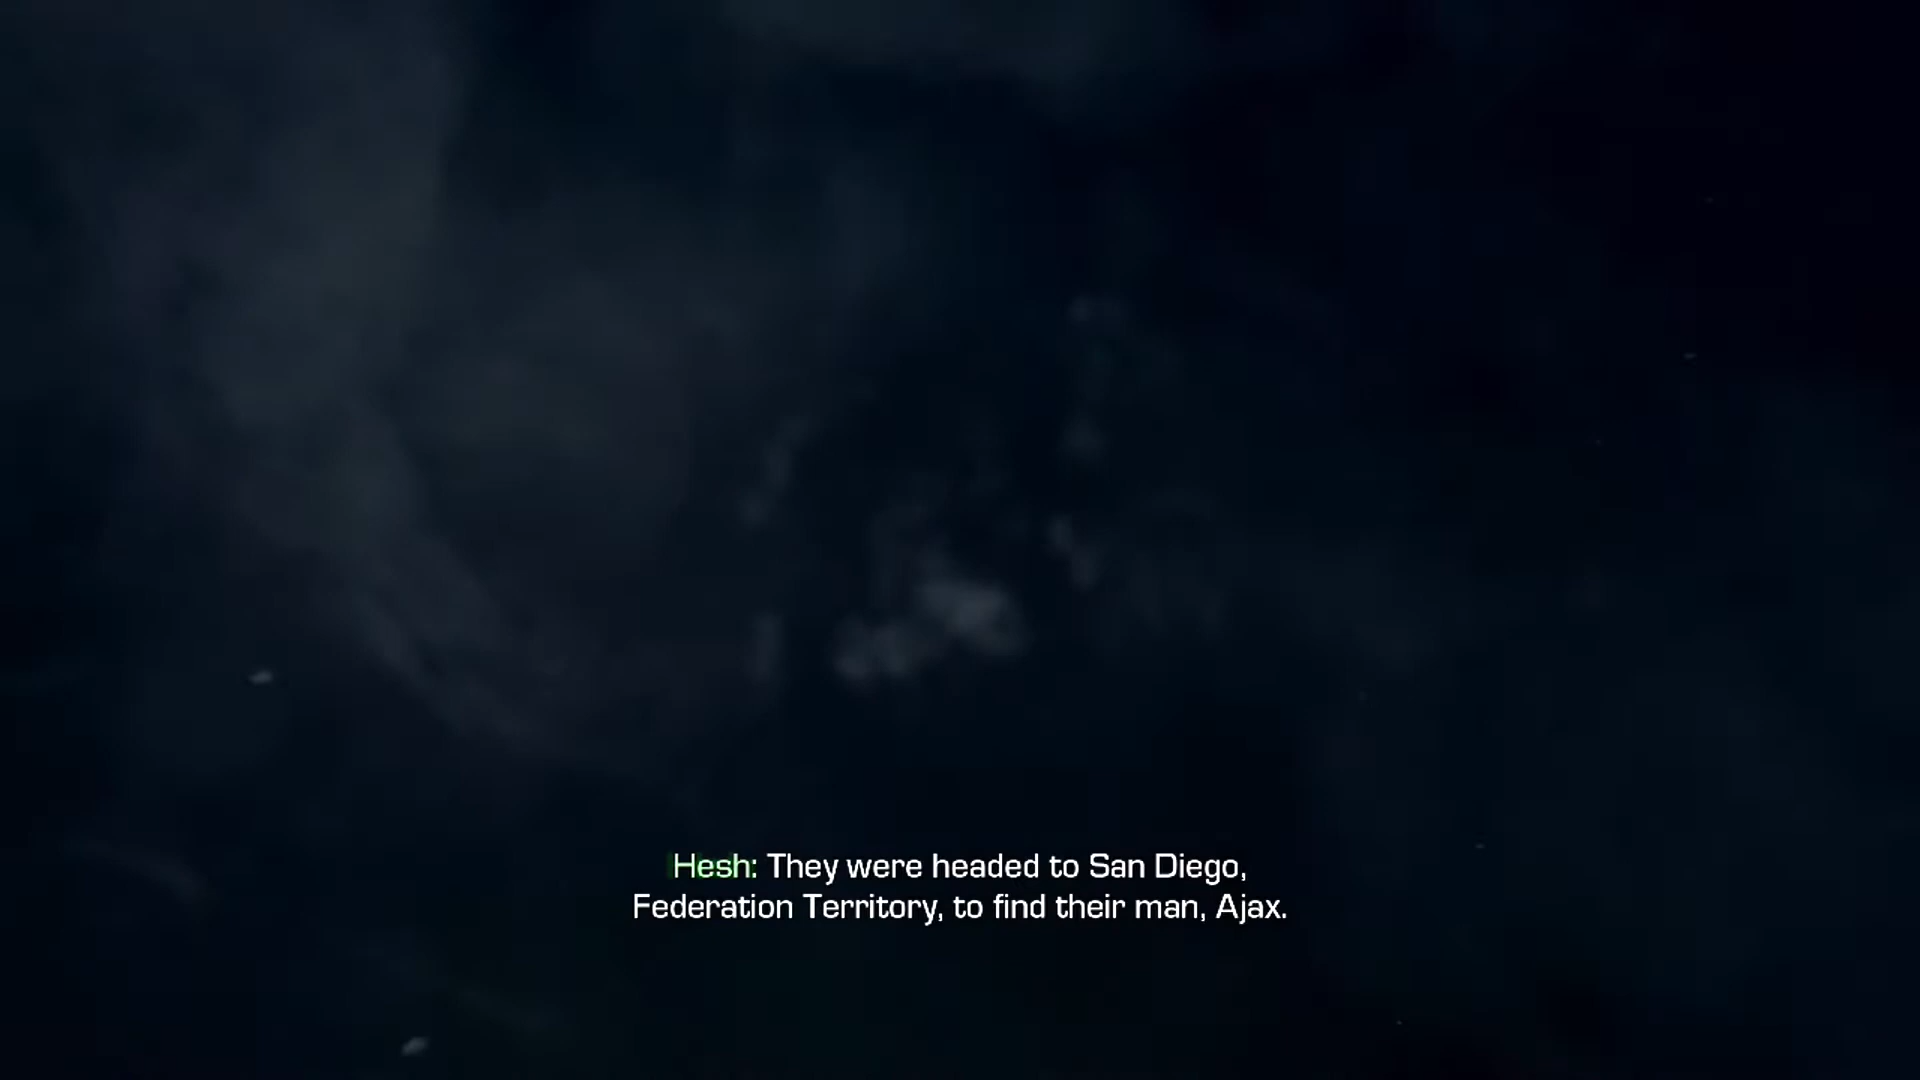 Hesh: They were headed to San Diego,
Federation Territory, to find their man, Ajax.